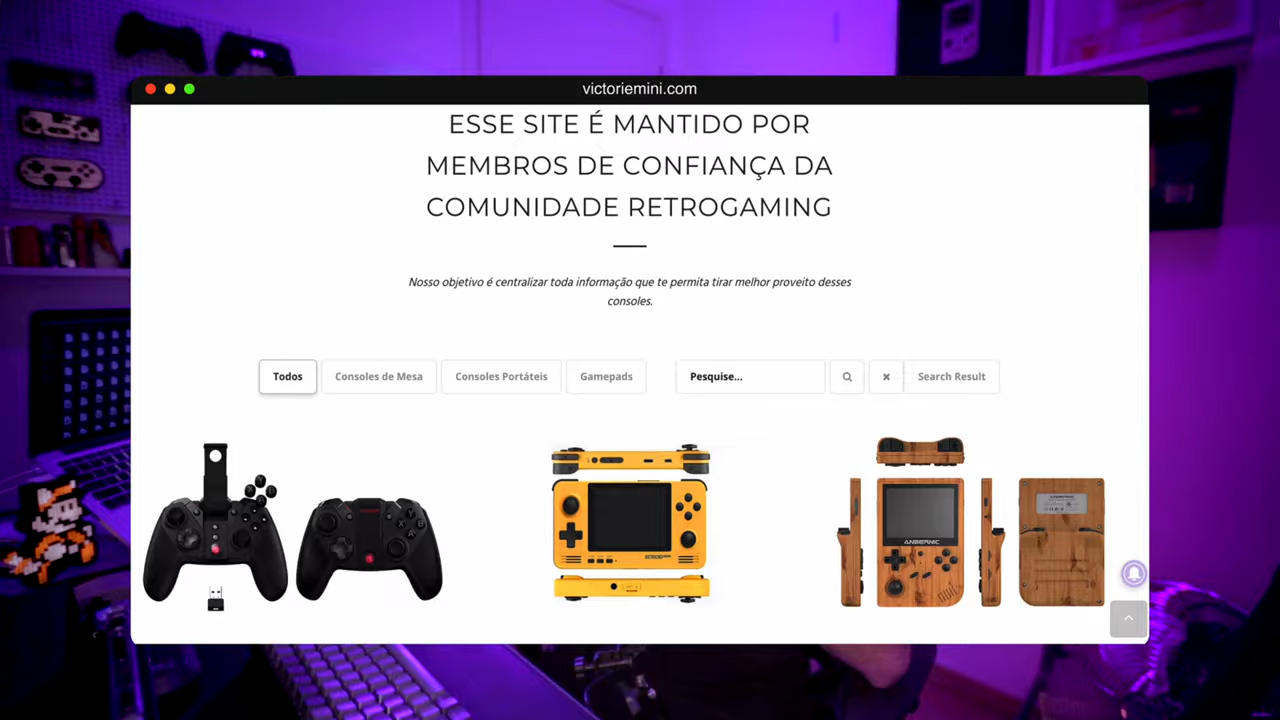 victoriemini.com
ESSE SITE É MANTIDO POR
MEMBROS DE CONFIANÇA DA
COMUNIDADE RETROGAMING
Nosso objetivo é centralizar toda informação que te permita tirar melhor proveito desses
consoles.
Todos
Consoles de Mesa
Consoles Portáteis
Gamepads
Pesquise...
Search Result
ANBERNIC